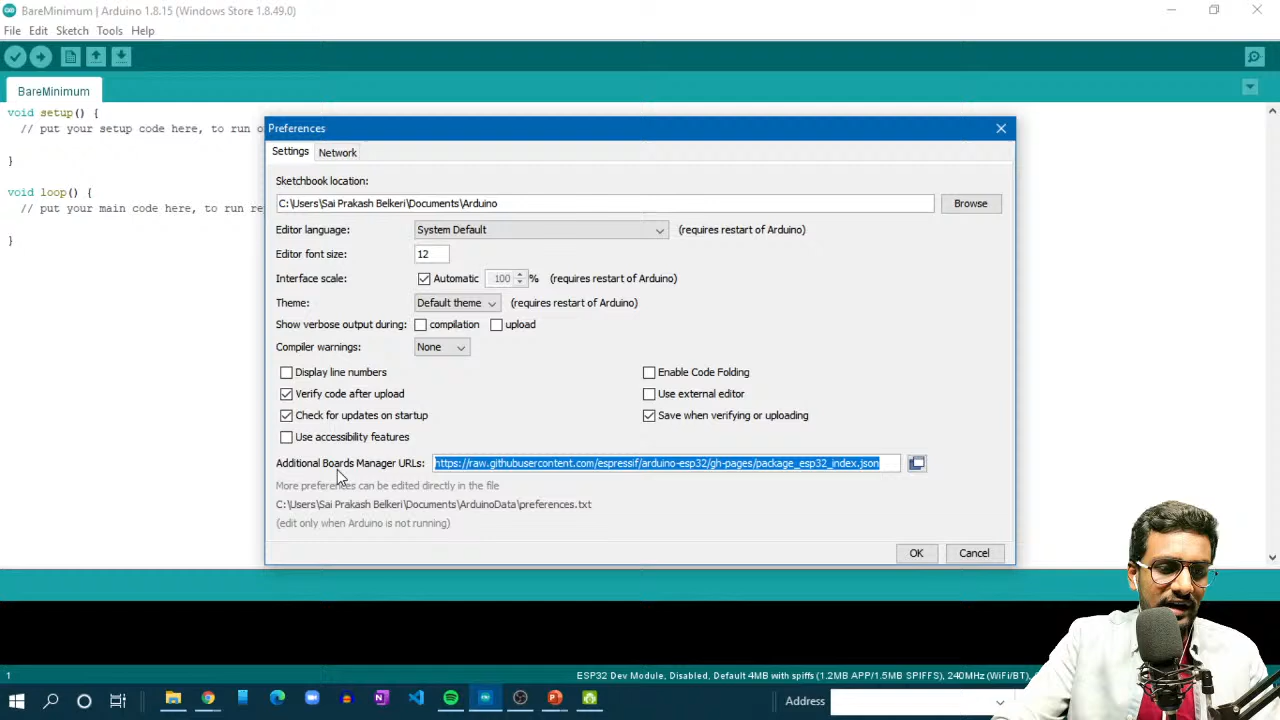 BareMinimum | Arduino 1.8.15 (Windows Store 1.8.49.0)
File Edit Sketch Tools Help
BareMinimum
void setup() {
// put your setup code here, to run o
}
void loop() {
// put your main code here, to run re
}
Preferences
Settings Network
Sketchbook location:
C:\Users\Sai Prakash Belkeri\Documents\Arduino Browse
Editor language: System Default (requires restart of Arduino)
Editor font size: 12
Interface scale: Automatic 100 % (requires restart of Arduino)
Theme: Default theme (requires restart of Arduino)
Show verbose output during: compilation upload
Compiler warnings: None
Display line numbers Enable Code Folding
Verify code after upload Use external editor
Check for updates on startup Save when verifying or uploading
Use accessibility features
Additional Boards Manager URLs: https://raw.githubusercontent.com/espressif/arduino-esp32/gh-pages/package_esp32_index.json
More preferences can be edited directly in the file
C:\Users\Sai Prakash Belkeri\Documents\ArduinoData\preferences.txt
(edit only when Arduino is not running)
OK Cancel
1 ESP32 Dev Module, Disabled, Default 4MB with spiffs (1.2MB APP/1.5MB SPIFFS), 240MHz (WiFi/BT),
Address